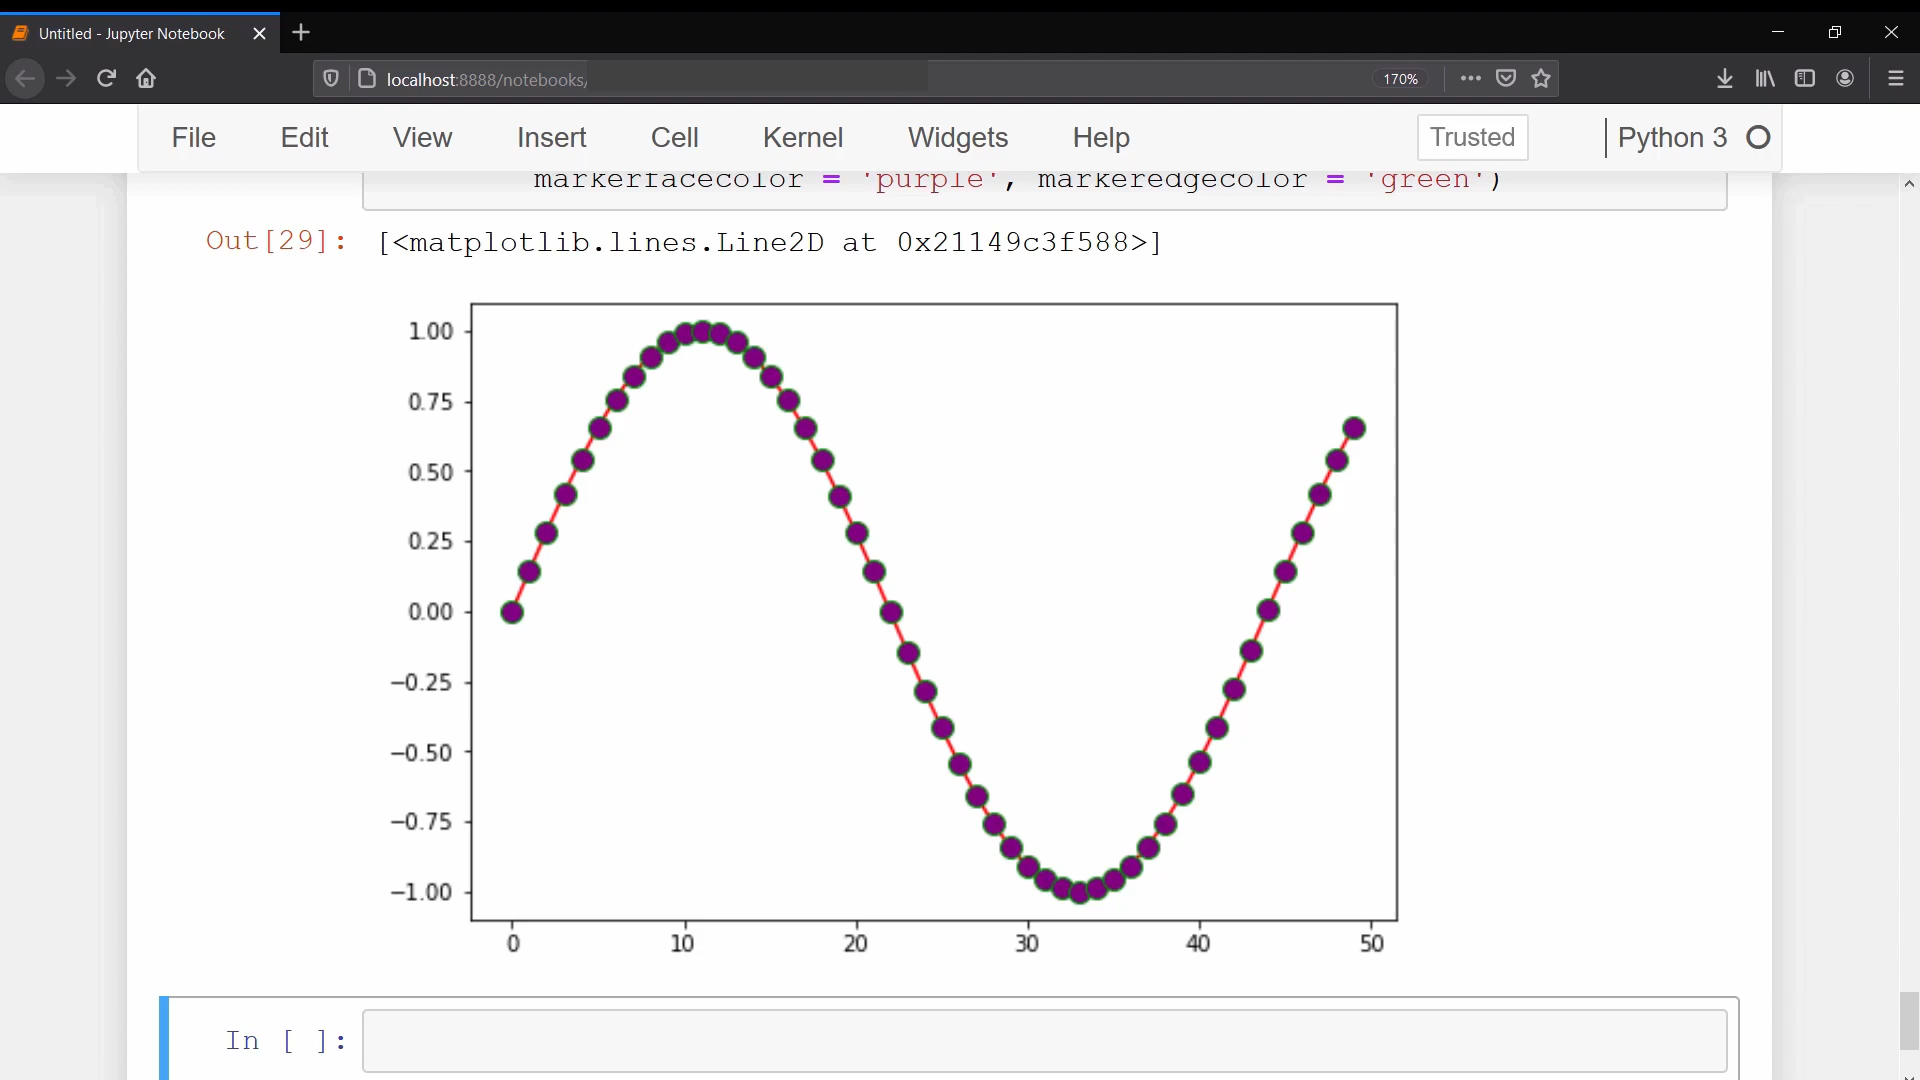 Untitled - Jupyter Notebook
localhost:8888/notebooks/
170%
File Edit View Insert Cell Kernel Widgets Help Trusted Python 3
markerfacecolor = 'purple', markeredgecolor = 'green')
Out[29]: [<matplotlib.lines.Line2D at 0x21149c3f588>]
1.00
0.75
0.50
0.25
0.00
−0.25
−0.50
−0.75
−1.00
0 10 20 30 40 50
In [ ]: